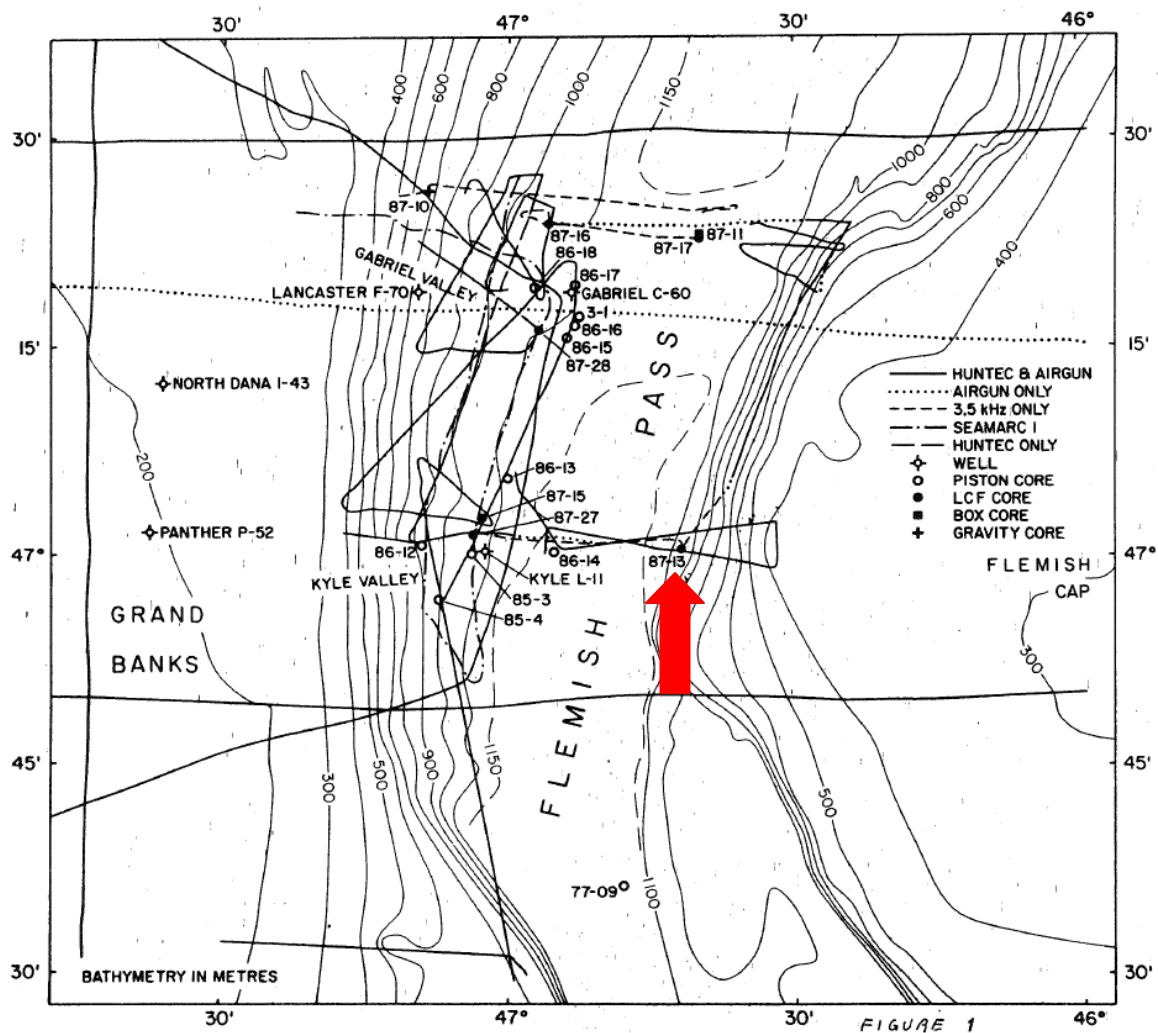 30' 47° 30' 46°
400
600
800
1000
1150
30' 30'
1000
800
600
400
87-10
87-16
87-11
87-17
86-18
GABRIEL VALLEY
86-17
LANCASTER F-70
GABRIEL C-60
3-1
86-16
86-15
15' 15'
87-28
PASS
HUNTEC & AIRGUN
AIRGUN ONLY
3.5 kHz ONLY
SEAMARC I
HUNTEC ONLY
WELL
PISTON CORE
LCF CORE
BOX CORE
GRAVITY CORE
NORTH DANA I-43
200
86-13
87-15
87-27
PANTHER P-52
47° 47°
86-12
86-14
87-13
KYLE VALLEY
KYLE L-11
85-3
85-4
FLEMISH
CAP
GRAND
BANKS
300
FLEMISH
45' 45'
300
500
900
1150
500
77-09
1100
30' 30'
BATHYMETRY IN METRES
30' 47° 30' 46°
FIGURE 1